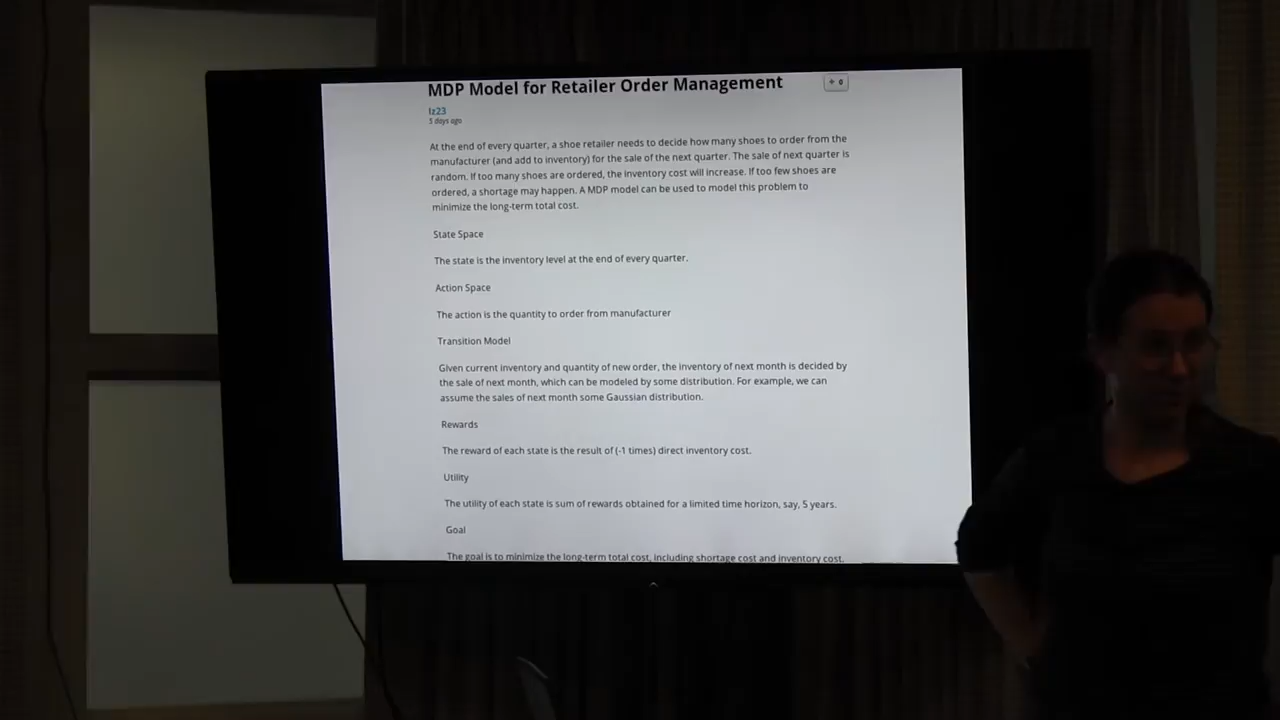 MDP Model for Retailer Order Management
+ 0
lz23
5 days ago
At the end of every quarter, a shoe retailer needs to decide how many shoes to order from the
manufacturer (and add to inventory) for the sale of the next quarter. The sale of next quarter is
random. If too many shoes are ordered, the inventory cost will increase. If too few shoes are
ordered, a shortage may happen. A MDP model can be used to model this problem to
minimize the long-term total cost.
State Space
The state is the inventory level at the end of every quarter.
Action Space
The action is the quantity to order from manufacturer
Transition Model
Given current inventory and quantity of new order, the inventory of next month is decided by
the sale of next month, which can be modeled by some distribution. For example, we can
assume the sales of next month some Gaussian distribution.
Rewards
The reward of each state is the result of (-1 times) direct inventory cost.
Utility
The utility of each state is sum of rewards obtained for a limited time horizon, say, 5 years.
Goal
The goal is to minimize the long-term total cost, including shortage cost and inventory cost.